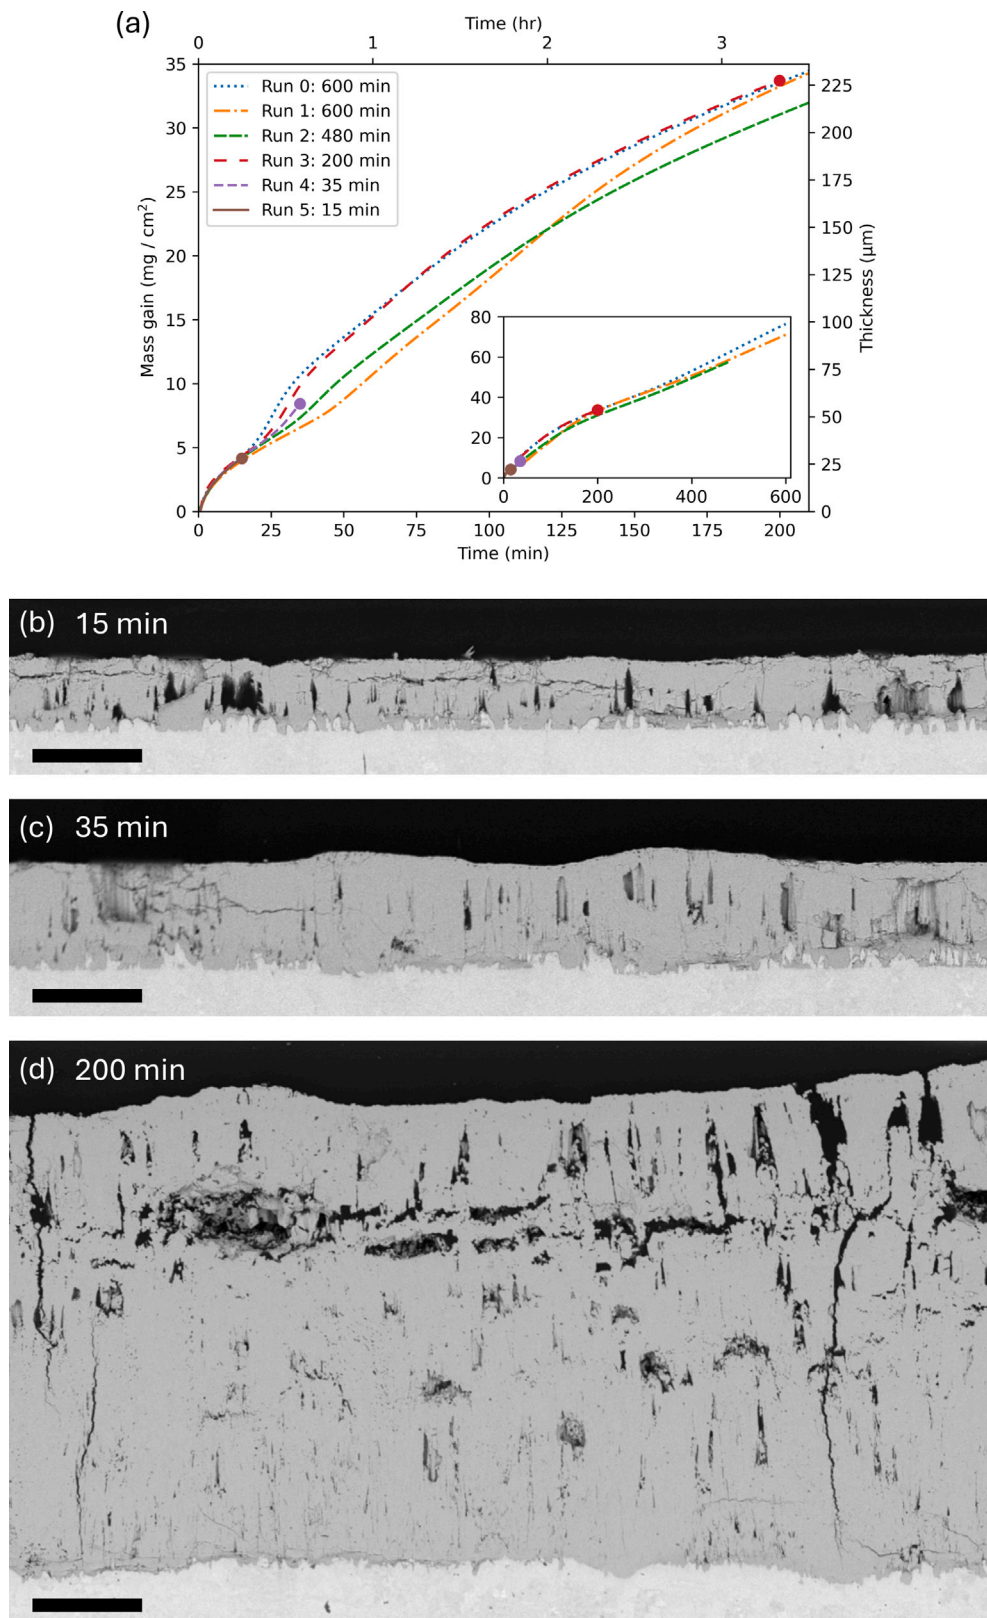 (a)
Time (hr)
0 1 2 3
Run 0: 600 min
Run 1: 600 min
Run 2: 480 min
Run 3: 200 min
Run 4: 35 min
Run 5: 15 min
Mass gain (mg / cm²)
35
30
25
20
15
10
5
0
Thickness (μm)
225
200
175
150
125
100
75
50
25
0
80
60
40
20
0
0 200 400 600
0 25 50 75 100 125 150 175 200
Time (min)
(b) 15 min
(c) 35 min
(d) 200 min